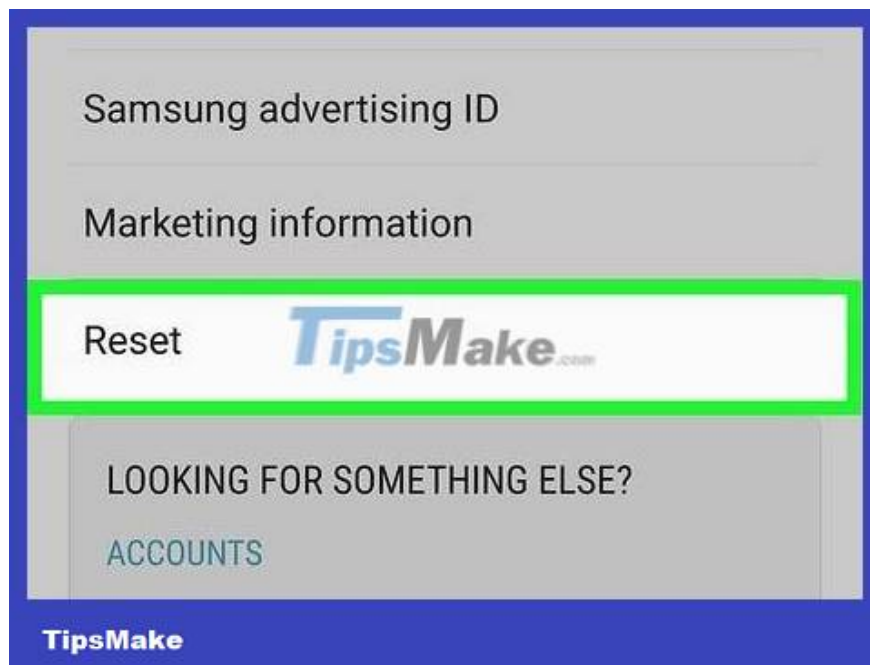 Samsung advertising ID
Marketing information
Reset
TipsMake.com
LOOKING FOR SOMETHING ELSE?
ACCOUNTS
TipsMake